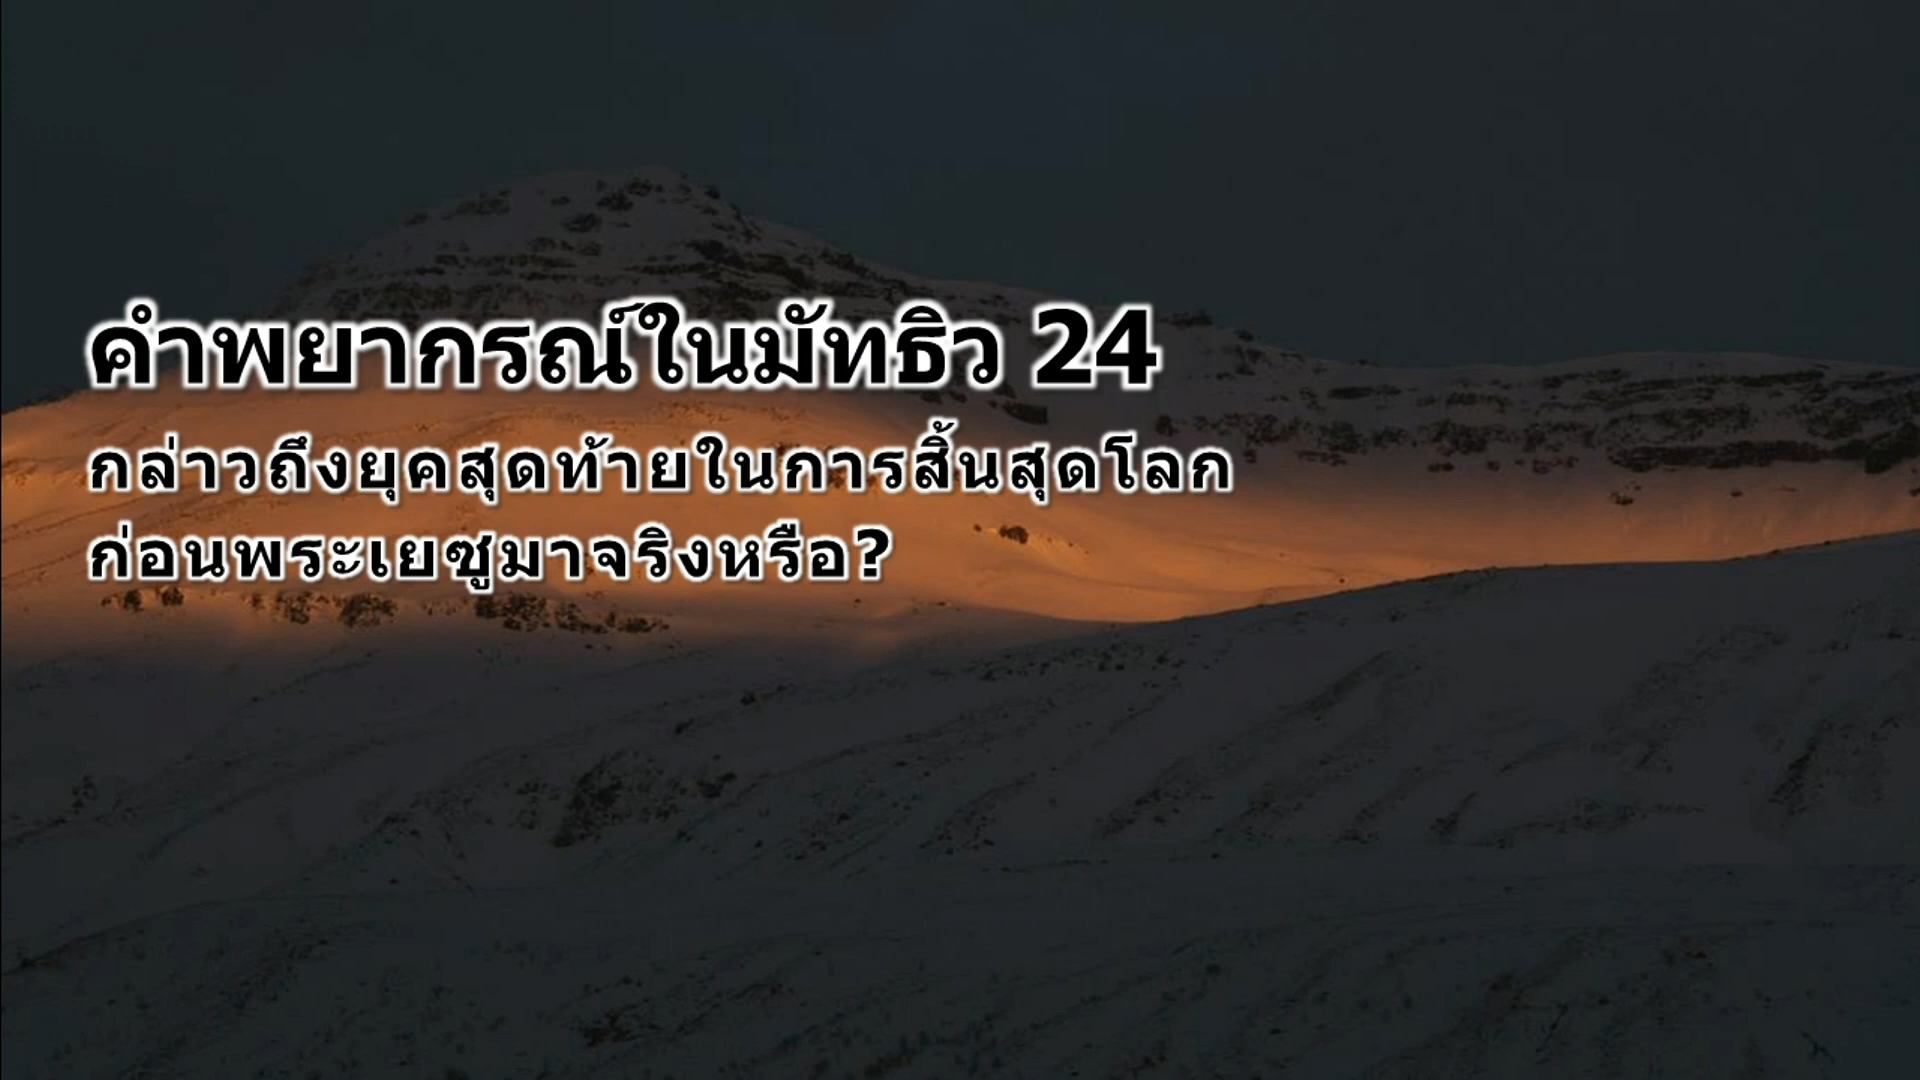 คำพยากรณ์ในมัทธิว 24
กล่าวถึงยุคสุดท้ายในการสิ้นสุดโลก
ก่อนพระเยซูมาจริงหรือ?